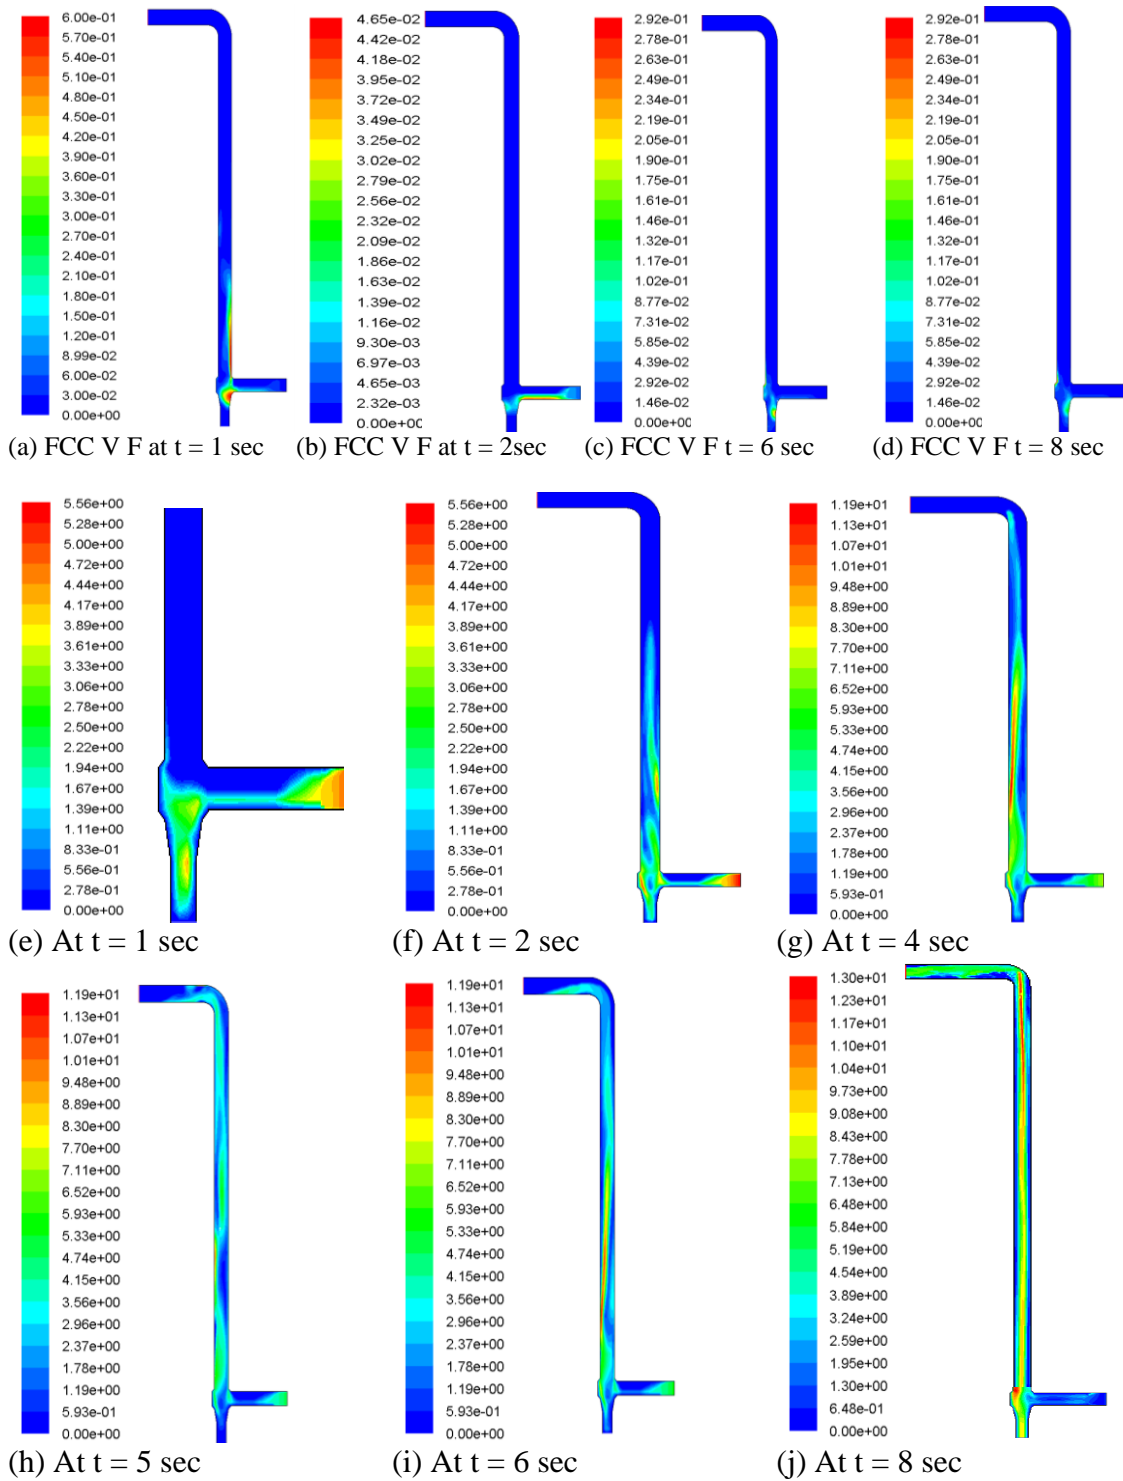 6.00e-01
5.70e-01
5.40e-01
5.10e-01
4.80e-01
4.50e-01
4.20e-01
3.90e-01
3.60e-01
3.30e-01
3.00e-01
2.70e-01
2.40e-01
2.10e-01
1.80e-01
1.50e-01
1.20e-01
8.99e-02
6.00e-02
3.00e-02
0.00e+00
(a) FCC V F at t = 1 sec
4.65e-02
4.42e-02
4.18e-02
3.95e-02
3.72e-02
3.49e-02
3.25e-02
3.02e-02
2.79e-02
2.56e-02
2.32e-02
2.09e-02
1.86e-02
1.63e-02
1.39e-02
1.16e-02
9.30e-03
6.97e-03
4.65e-03
2.32e-03
0.00e+00
(b) FCC V F at t = 2sec
2.92e-01
2.78e-01
2.63e-01
2.49e-01
2.34e-01
2.19e-01
2.05e-01
1.90e-01
1.75e-01
1.61e-01
1.46e-01
1.32e-01
1.17e-01
1.02e-01
8.77e-02
7.31e-02
5.85e-02
4.39e-02
2.92e-02
1.46e-02
0.00e+00
(c) FCC V F t = 6 sec
2.92e-01
2.78e-01
2.63e-01
2.49e-01
2.34e-01
2.19e-01
2.05e-01
1.90e-01
1.75e-01
1.61e-01
1.46e-01
1.32e-01
1.17e-01
1.02e-01
8.77e-02
7.31e-02
5.85e-02
4.39e-02
2.92e-02
1.46e-02
0.00e+00
(d) FCC V F t = 8 sec
5.56e+00
5.28e+00
5.00e+00
4.72e+00
4.44e+00
4.17e+00
3.89e+00
3.61e+00
3.33e+00
3.06e+00
2.78e+00
2.50e+00
2.22e+00
1.94e+00
1.67e+00
1.39e+00
1.11e+00
8.33e-01
5.56e-01
2.78e-01
0.00e+00
(e) At t = 1 sec
5.56e+00
5.28e+00
5.00e+00
4.72e+00
4.44e+00
4.17e+00
3.89e+00
3.61e+00
3.33e+00
3.06e+00
2.78e+00
2.50e+00
2.22e+00
1.94e+00
1.67e+00
1.39e+00
1.11e+00
8.33e-01
5.56e-01
2.78e-01
0.00e+00
(f) At t = 2 sec
1.19e+01
1.13e+01
1.07e+01
1.01e+01
9.48e+00
8.89e+00
8.30e+00
7.70e+00
7.11e+00
6.52e+00
5.93e+00
5.33e+00
4.74e+00
4.15e+00
3.56e+00
2.96e+00
2.37e+00
1.78e+00
1.19e+00
5.93e-01
0.00e+00
(g) At t = 4 sec
1.19e+01
1.13e+01
1.07e+01
1.01e+01
9.48e+00
8.89e+00
8.30e+00
7.70e+00
7.11e+00
6.52e+00
5.93e+00
5.33e+00
4.74e+00
4.15e+00
3.56e+00
2.96e+00
2.37e+00
1.78e+00
1.19e+00
5.93e-01
0.00e+00
(h) At t = 5 sec
1.19e+01
1.13e+01
1.07e+01
1.01e+01
9.48e+00
8.89e+00
8.30e+00
7.70e+00
7.11e+00
6.52e+00
5.93e+00
5.33e+00
4.74e+00
4.15e+00
3.56e+00
2.96e+00
2.37e+00
1.78e+00
1.19e+00
5.93e-01
0.00e+00
(i) At t = 6 sec
1.30e+01
1.23e+01
1.17e+01
1.10e+01
1.04e+01
9.73e+00
9.08e+00
8.43e+00
7.78e+00
7.13e+00
6.48e+00
5.84e+00
5.19e+00
4.54e+00
3.89e+00
3.24e+00
2.59e+00
1.95e+00
1.30e+00
6.48e-01
0.00e+00
(j) At t = 8 sec